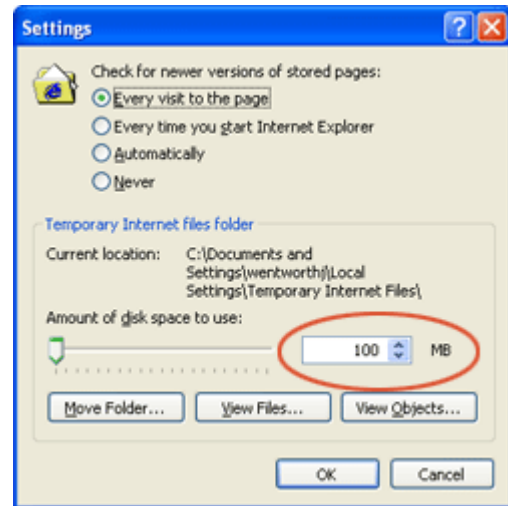 Settings
Check for newer versions of stored pages:
Every visit to the page
Every time you start Internet Explorer
Automatically
Never
Temporary Internet files folder
Current location: C:\Documents and
Settings\wentworthj\Local
Settings\Temporary Internet Files\
Amount of disk space to use:
100 MB
Move Folder... View Files... View Objects...
OK Cancel